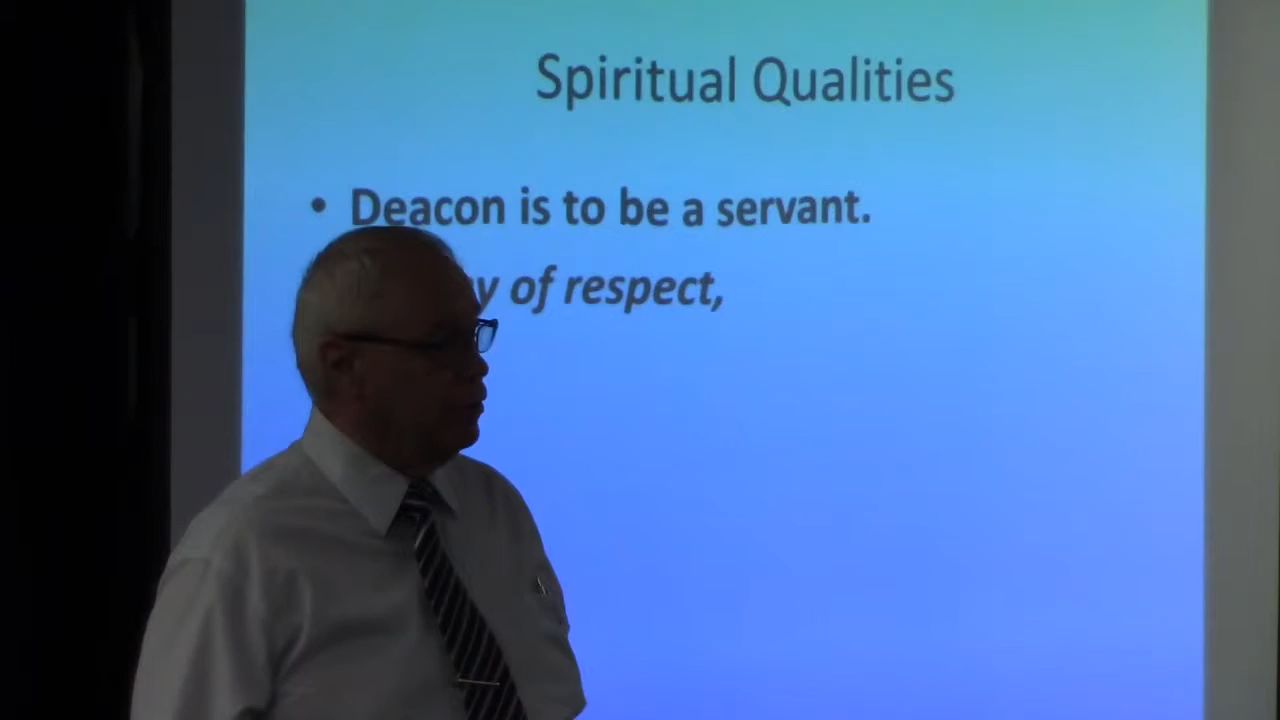 Spiritual Qualities
• Deacon is to be a servant.
of respect,